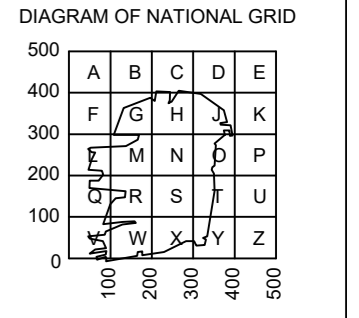 DIAGRAM OF NATIONAL GRID
500
A B C D E
400
F G H J K
300
L M N O P
200
Q R S T U
100
V W X Y Z
0
100 200 300 400 500